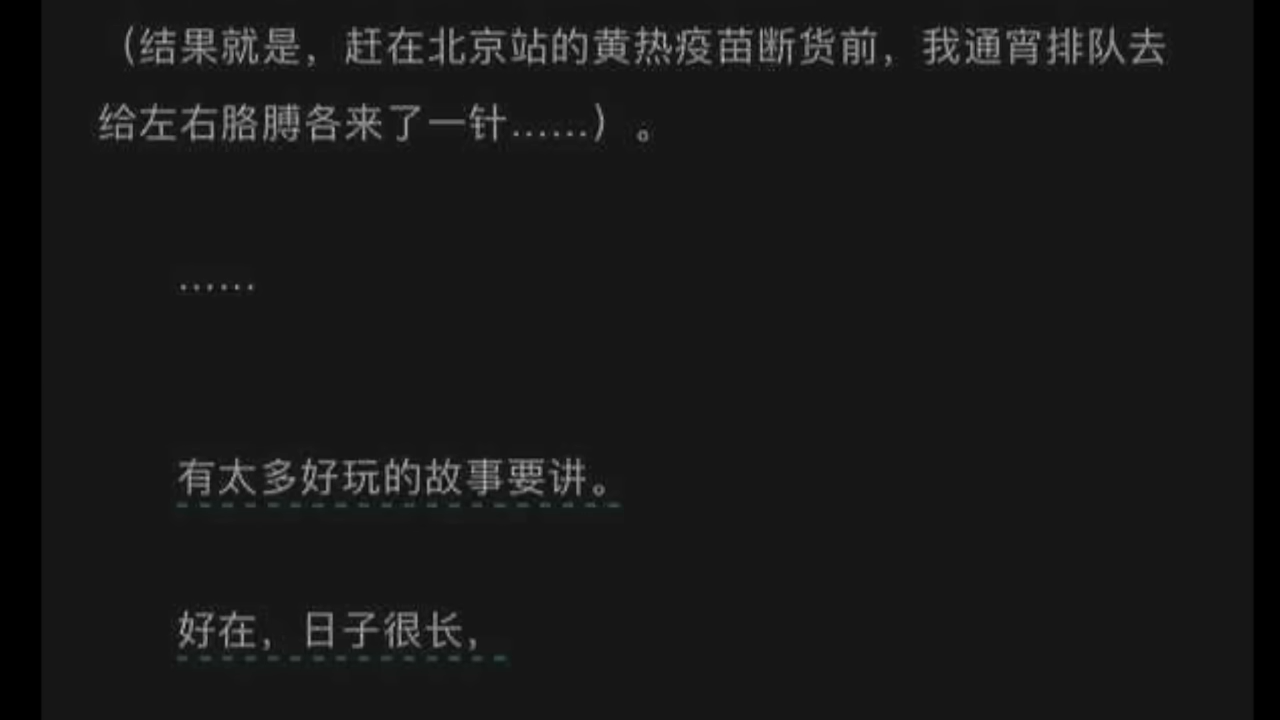 （结果就是，赶在北京站的黄热疫苗断货前，我通宵排队去
给左右胳膊各来了一针……）。
……
有太多好玩的故事要讲。
好在，日子很长，